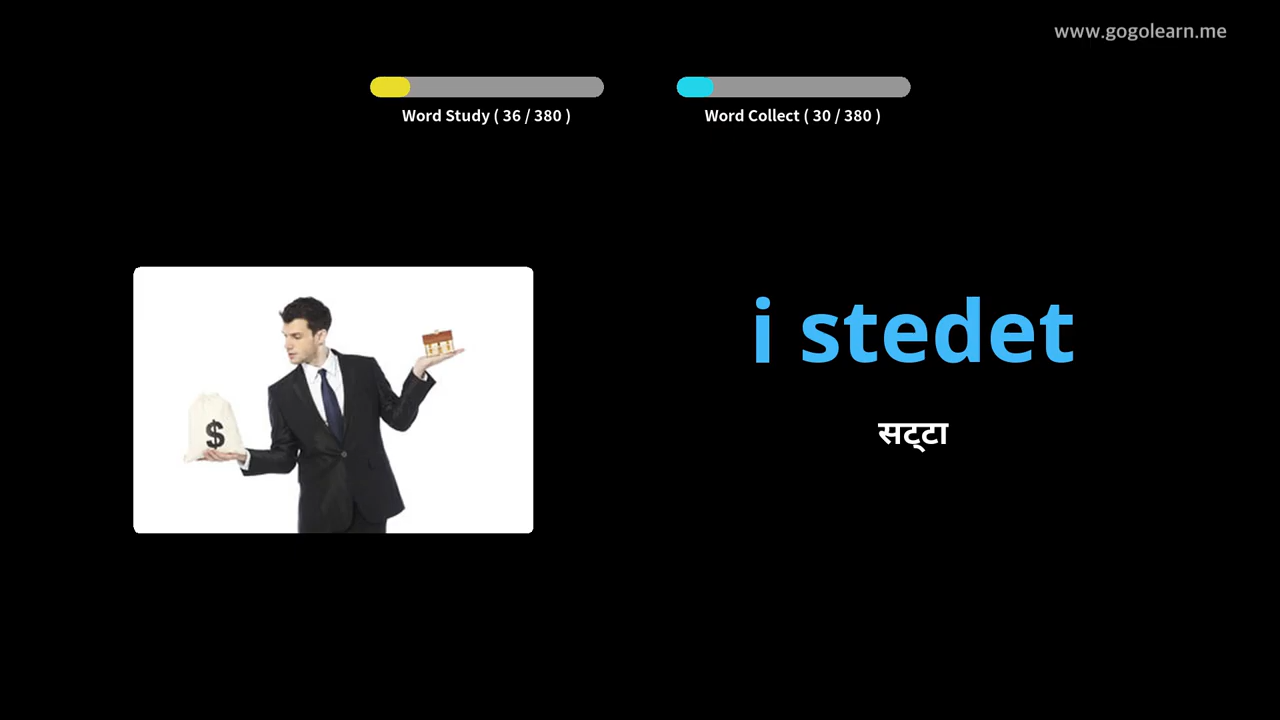 www.gogolearn.me
Word Study ( 36 / 380 )
Word Collect ( 30 / 380 )
$
i stedet
सट्टा